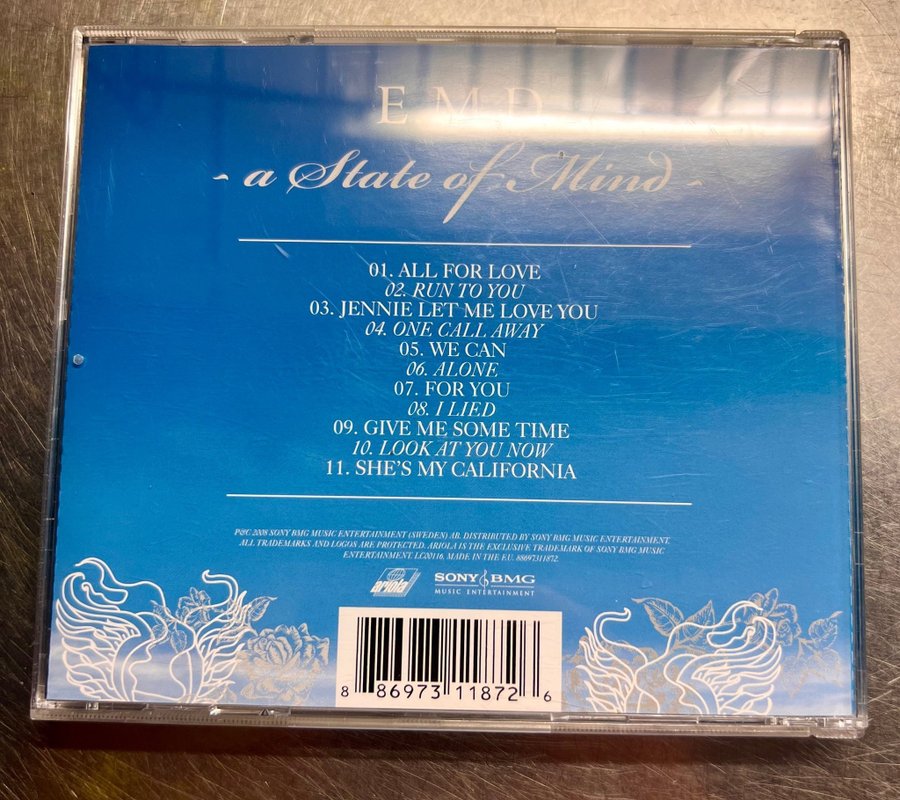 E M D
~ a State of Mind ~
01. ALL FOR LOVE
02. RUN TO YOU
03. JENNIE LET ME LOVE YOU
04. ONE CALL AWAY
05. WE CAN
06. ALONE
07. FOR YOU
08. I LIED
09. GIVE ME SOME TIME
10. LOOK AT YOU NOW
11. SHE'S MY CALIFORNIA
P@C 2008 SONY BMG MUSIC ENTERTAINMENT (SWEDEN) AB. DISTRIBUTED BY SONY BMG MUSIC ENTERTAINMENT.
ALL TRADEMARKS AND LOGOS ARE PROTECTED. ARIOLA IS THE EXCLUSIVE TRADEMARK OF SONY BMG MUSIC
ENTERTAINMENT. LC00116. MADE IN THE E.U. 88697311872.
ariola
SONY BMG
MUSIC ENTERTAINMENT
8 86973 11872 6